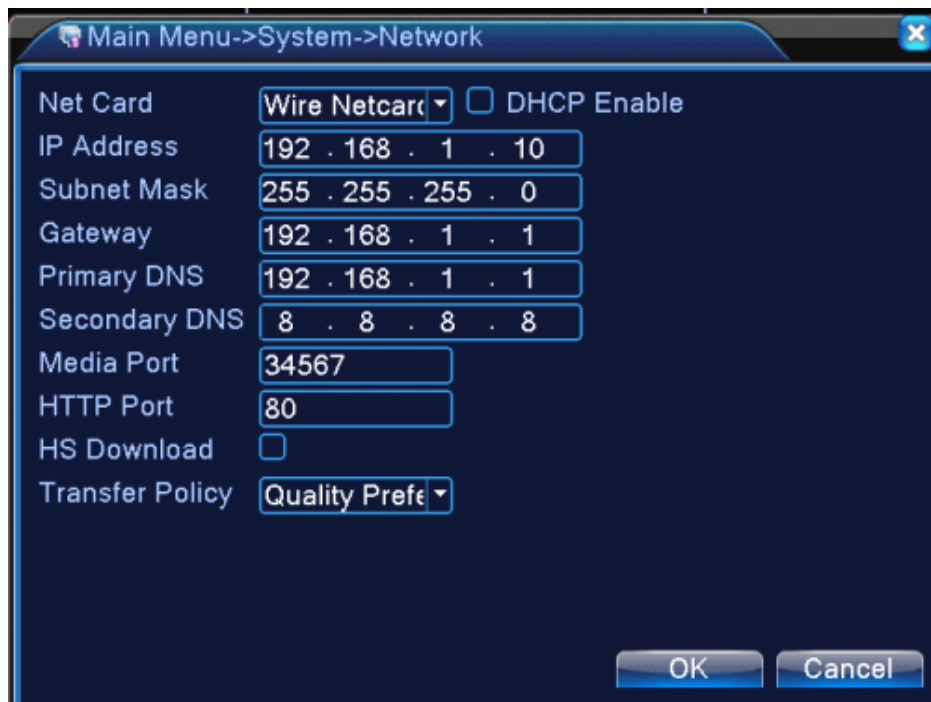 Main Menu->System->Network
Net Card Wire Netcard DHCP Enable
IP Address 192 . 168 . 1 . 10
Subnet Mask 255 . 255 . 255 . 0
Gateway 192 . 168 . 1 . 1
Primary DNS 192 . 168 . 1 . 1
Secondary DNS 8 . 8 . 8 . 8
Media Port 34567
HTTP Port 80
HS Download
Transfer Policy Quality Prefe
OK Cancel